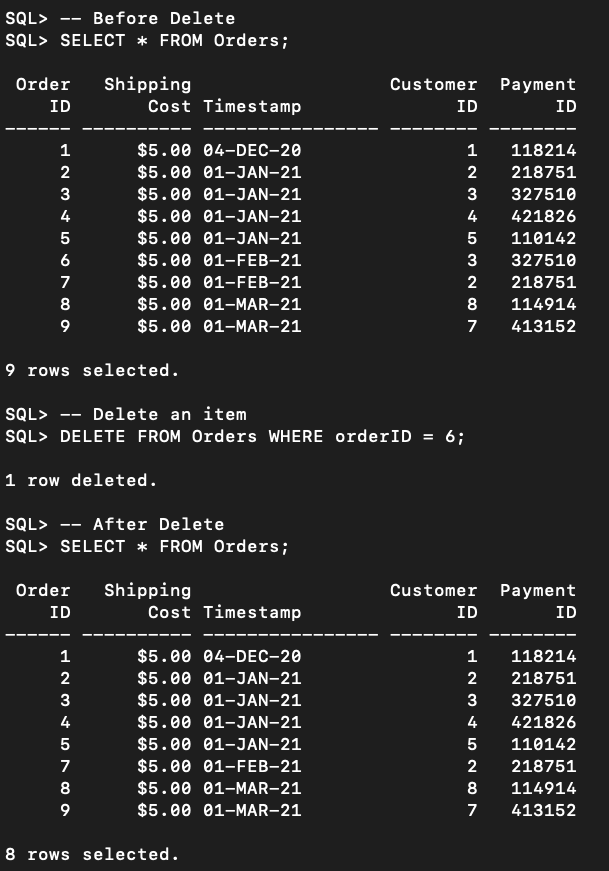 SQL> -- Before Delete
SQL> SELECT * FROM Orders;
Order Shipping Customer Payment
ID Cost Timestamp ID ID
------ ---------- ---------------- -------- --------
1 $5.00 04-DEC-20 1 118214
2 $5.00 01-JAN-21 2 218751
3 $5.00 01-JAN-21 3 327510
4 $5.00 01-JAN-21 4 421826
5 $5.00 01-JAN-21 5 110142
6 $5.00 01-FEB-21 3 327510
7 $5.00 01-FEB-21 2 218751
8 $5.00 01-MAR-21 8 114914
9 $5.00 01-MAR-21 7 413152
9 rows selected.
SQL> -- Delete an item
SQL> DELETE FROM Orders WHERE orderID = 6;
1 row deleted.
SQL> -- After Delete
SQL> SELECT * FROM Orders;
Order Shipping Customer Payment
ID Cost Timestamp ID ID
------ ---------- ---------------- -------- --------
1 $5.00 04-DEC-20 1 118214
2 $5.00 01-JAN-21 2 218751
3 $5.00 01-JAN-21 3 327510
4 $5.00 01-JAN-21 4 421826
5 $5.00 01-JAN-21 5 110142
7 $5.00 01-FEB-21 2 218751
8 $5.00 01-MAR-21 8 114914
9 $5.00 01-MAR-21 7 413152
8 rows selected.